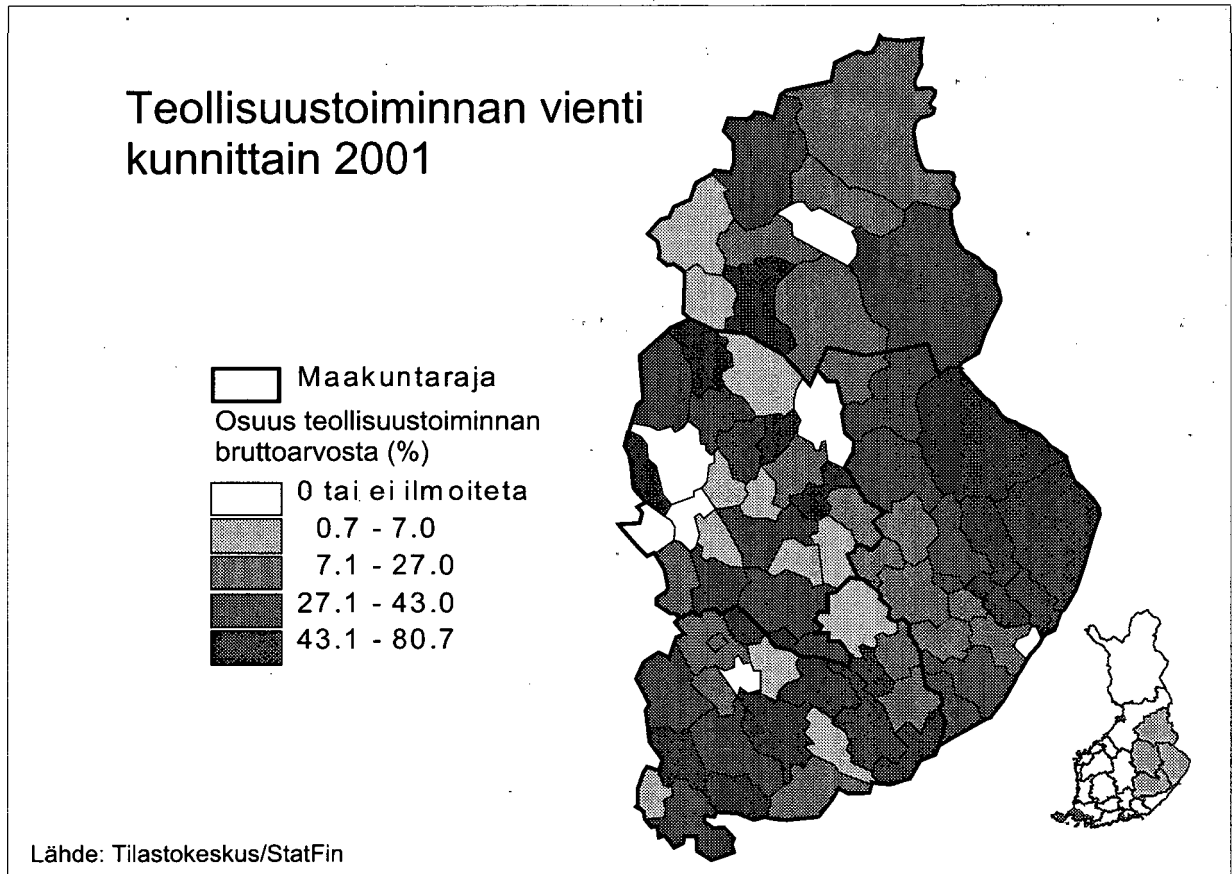 Teollisuustoiminnan vienti
kunnittain 2001
Maakuntaraja
Osuus teollisuustoiminnan
bruttoarvosta (%)
0 tai ei ilmoiteta
0.7 - 7.0
7.1 - 27.0
27.1 - 43.0
43.1 - 80.7
Lähde: Tilastokeskus/StatFin